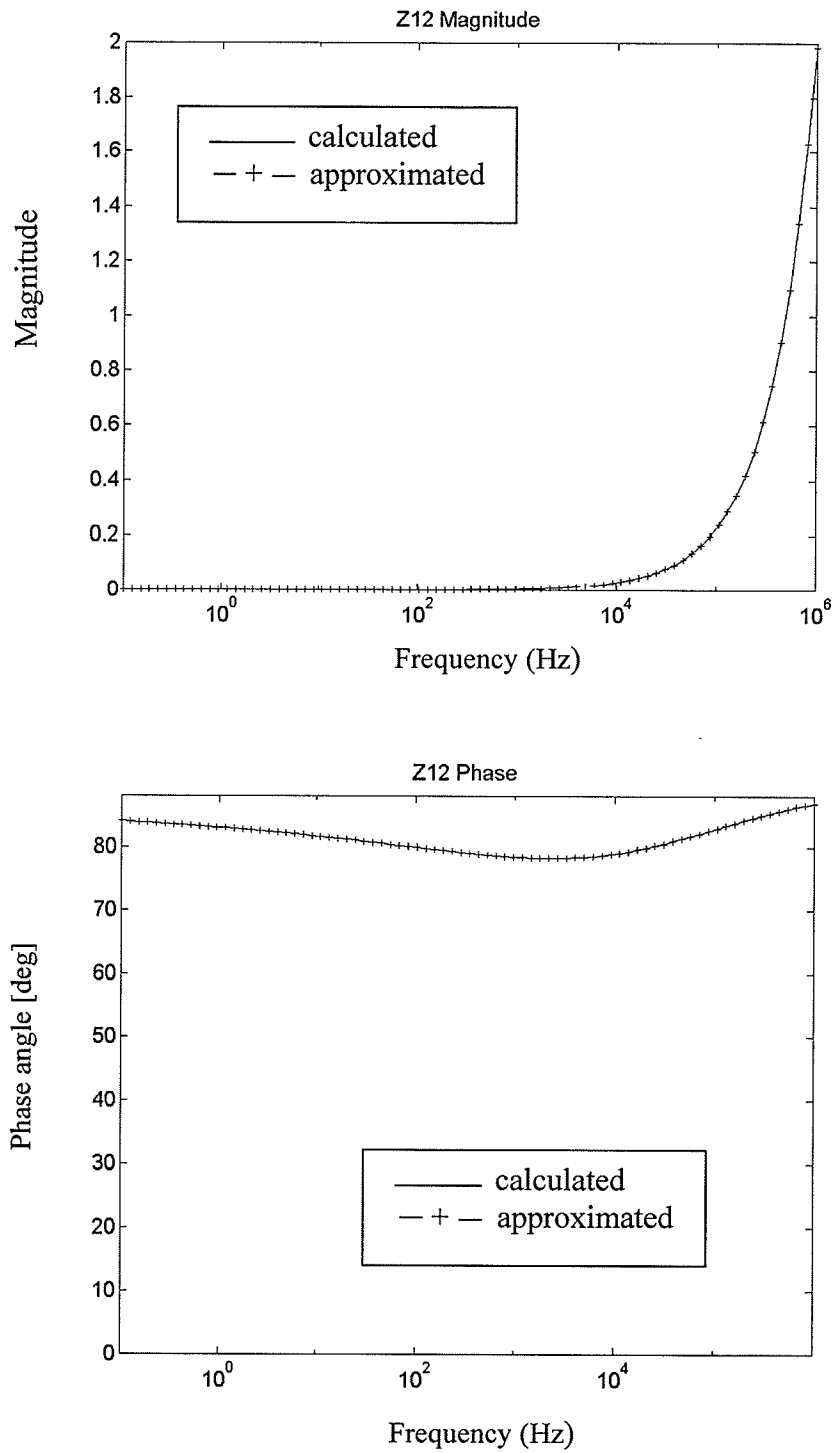 Z12 Magnitude
2
1.8
1.6
1.4
1.2
1
0.8
0.6
0.4
0.2
0
Magnitude
calculated
approximated
10^0
10^2
10^4
10^6
Frequency (Hz)
Z12 Phase
80
70
60
50
40
30
20
10
0
Phase angle [deg]
calculated
approximated
10^0
10^2
10^4
Frequency (Hz)